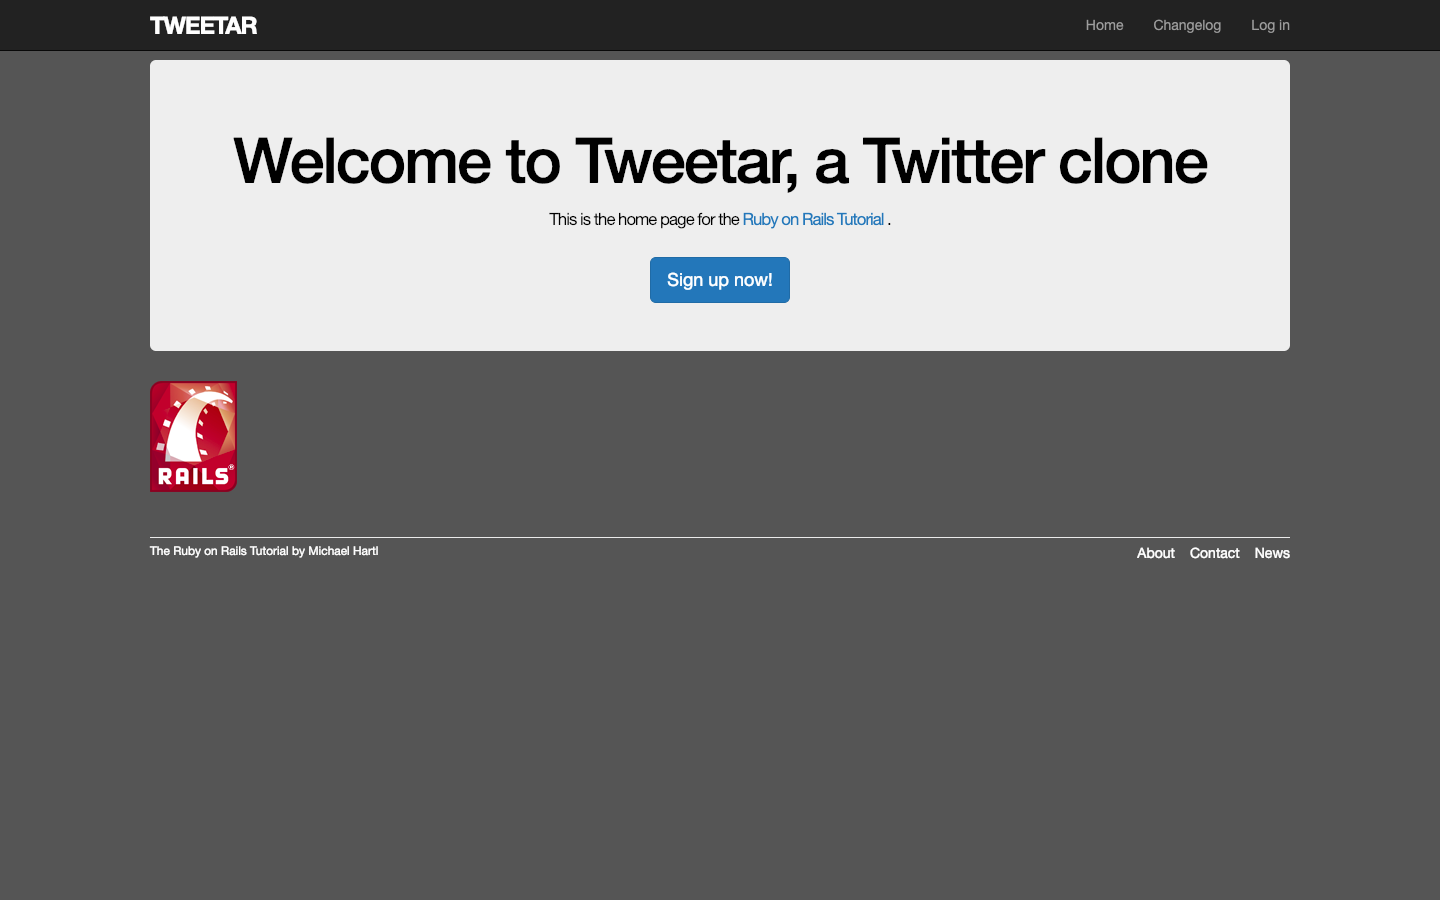 TWEETAR
Home Changelog Log in
Welcome to Tweetar, a Twitter clone
This is the home page for the Ruby on Rails Tutorial .
Sign up now!
RAILS®
The Ruby on Rails Tutorial by Michael Hartl
About Contact News